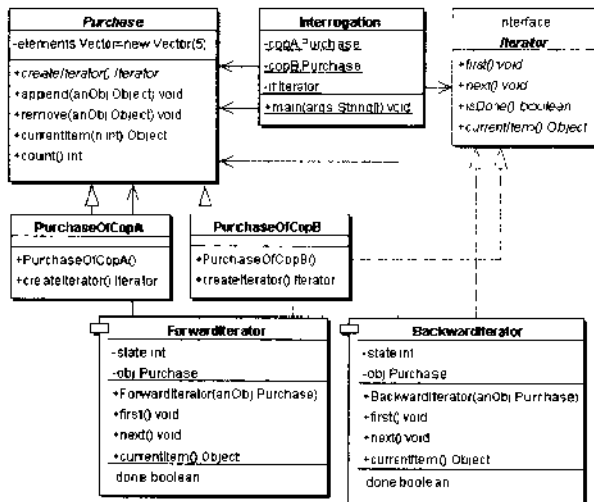 Purchase
-elements Vector=new Vector(5)
+createIterator() Iterator
+append(anObj Object) void
+remove(anObj Object) void
+currentItem(n int) Object
+count() int
Interrogation
-copA Purchase
-copB Purchase
-it Iterator
+main(args String[]) void
interface
Iterator
+first() void
+next() void
+isDone() boolean
+currentItem() Object
PurchaseOfCopA
+PurchaseOfCopA()
+createIterator() Iterator
PurchaseOfCopB
+PurchaseOfCopB()
+createIterator() Iterator
ForwardIterator
-state int
-obj Purchase
+ForwardIterator(anObj Purchase)
+first() void
+next() void
+currentItem() Object
done boolean
BackwardIterator
-state int
-obj Purchase
+BackwardIterator(anObj Purchase)
+first() void
+next() void
+currentItem() Object
done boolean